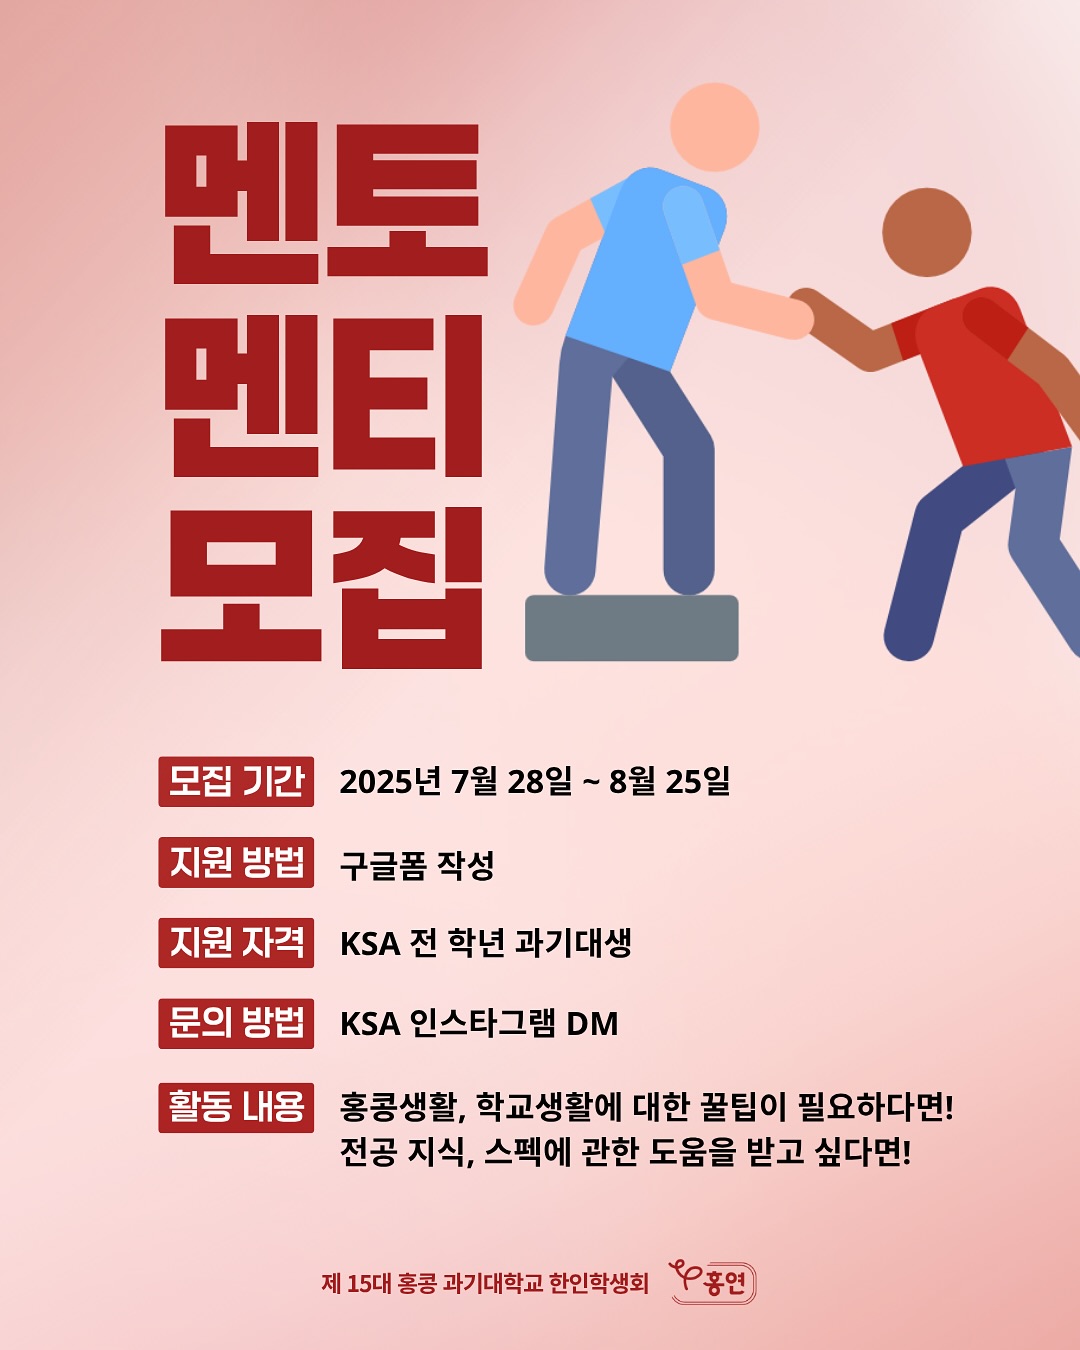 멘토
멘티
모집
모집 기간 2025년 7월 28일 ~ 8월 25일
지원 방법 구글폼 작성
지원 자격 KSA 전 학년 과기대생
문의 방법 KSA 인스타그램 DM
활동 내용 홍콩생활, 학교생활에 대한 꿀팁이 필요하다면!
전공 지식, 스펙에 관한 도움을 받고 싶다면!
제 15대 홍콩 과기대학교 한인학생회 홍연